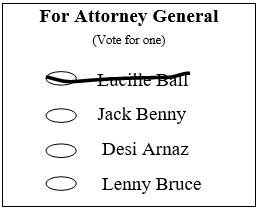 For Attorney General
(Vote for one)
Lucille Ball
Jack Benny
Desi Arnaz
Lenny Bruce